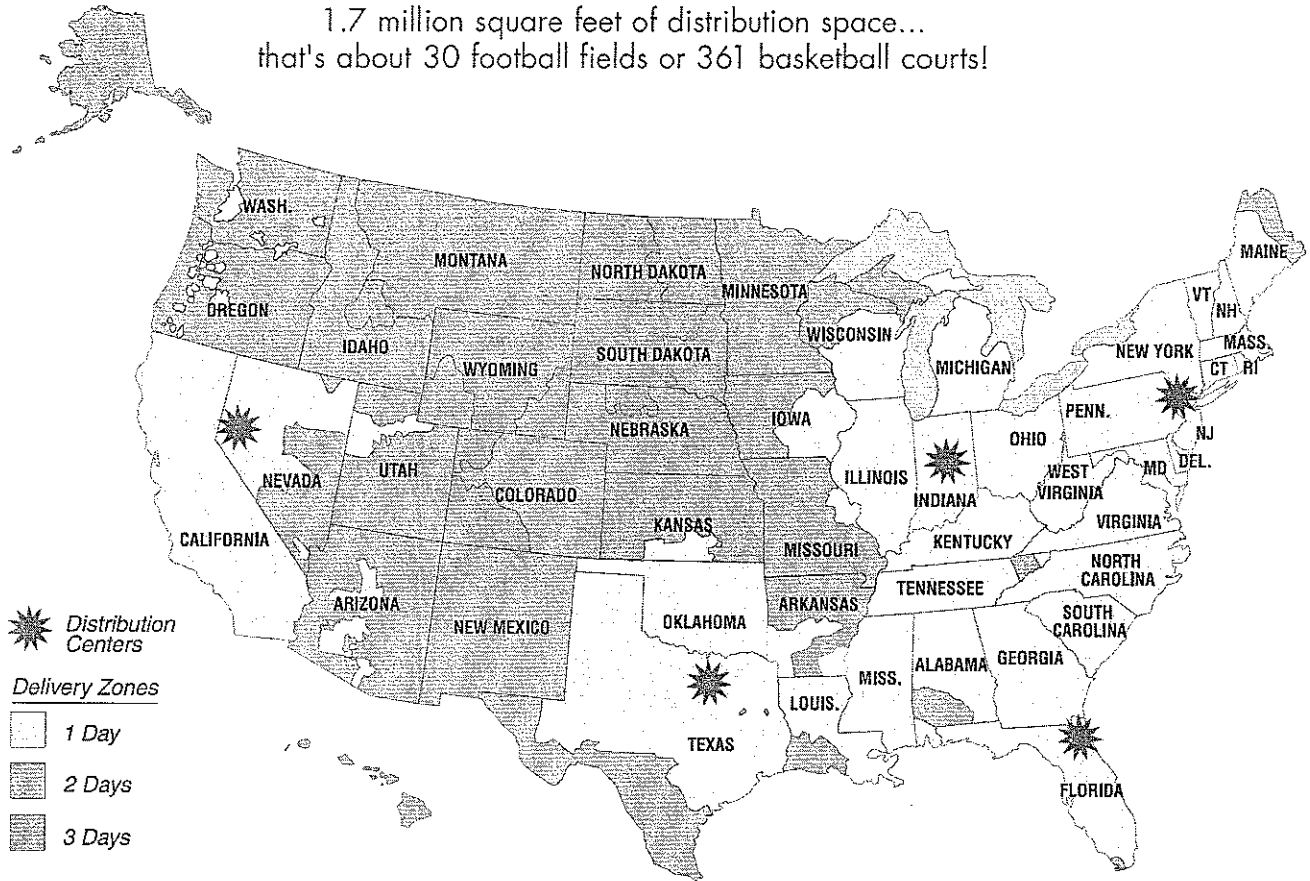 1.7 million square feet of distribution space...
that's about 30 football fields or 361 basketball courts!
WASH.
MONTANA
NORTH DAKOTA
MINNESOTA
MAINE
VT
NH
OREGON
IDAHO
WYOMING
SOUTH DAKOTA
WISCONSIN
MICHIGAN
NEW YORK
MASS.
CT
RI
IOWA
NEBRASKA
PENN.
NJ
OHIO
NEVADA
UTAH
COLORADO
ILLINOIS
INDIANA
WEST
VIRGINIA
MD
DEL.
CALIFORNIA
KANSAS
MISSOURI
KENTUCKY
VIRGINIA
ARIZONA
NEW MEXICO
OKLAHOMA
ARKANSAS
TENNESSEE
NORTH
CAROLINA
SOUTH
CAROLINA
TEXAS
LOUIS.
MISS.
ALABAMA
GEORGIA
FLORIDA
Distribution
Centers
Delivery Zones
1 Day
2 Days
3 Days